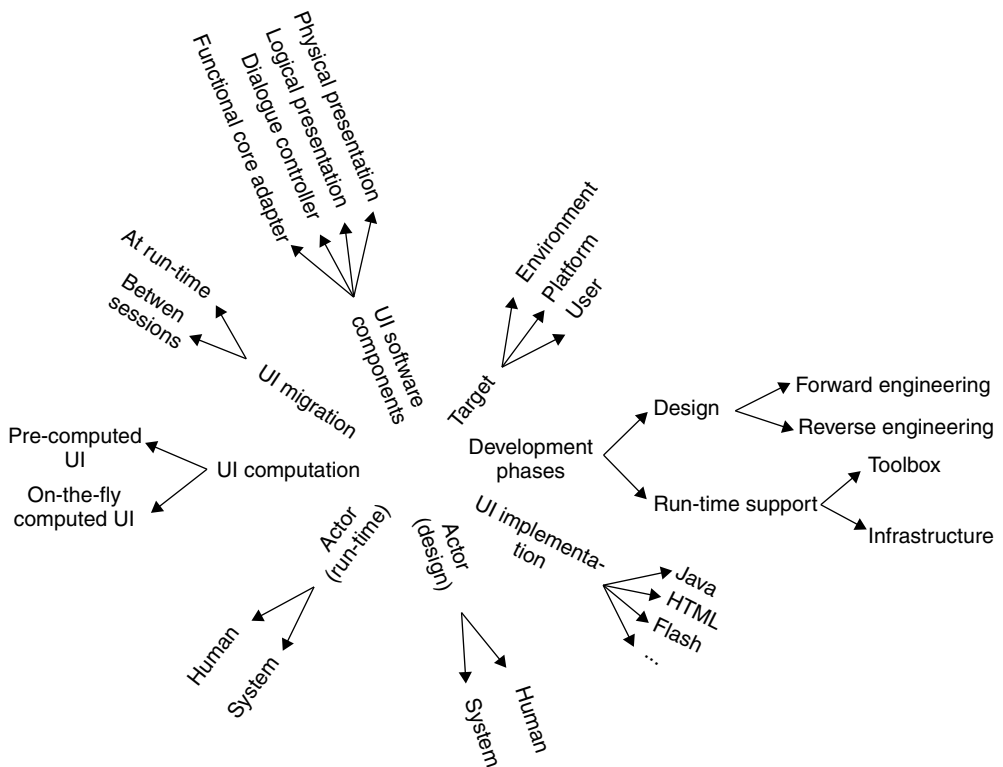 Physical presentation
Logical presentation
Dialogue controller
Functional core adapter
UI software
components
Environment
Platform
User
Target
At run-time
Betwen
sessions
UI migration
Development
phases
Design
Forward engineering
Reverse engineering
Run-time support
Toolbox
Infrastructure
Pre-computed
UI
On-the-fly
computed UI
UI computation
UI implementa-
tion
Java
HTML
Flash
...
Actor
(run-time)
Human
System
Actor
(design)
System
Human